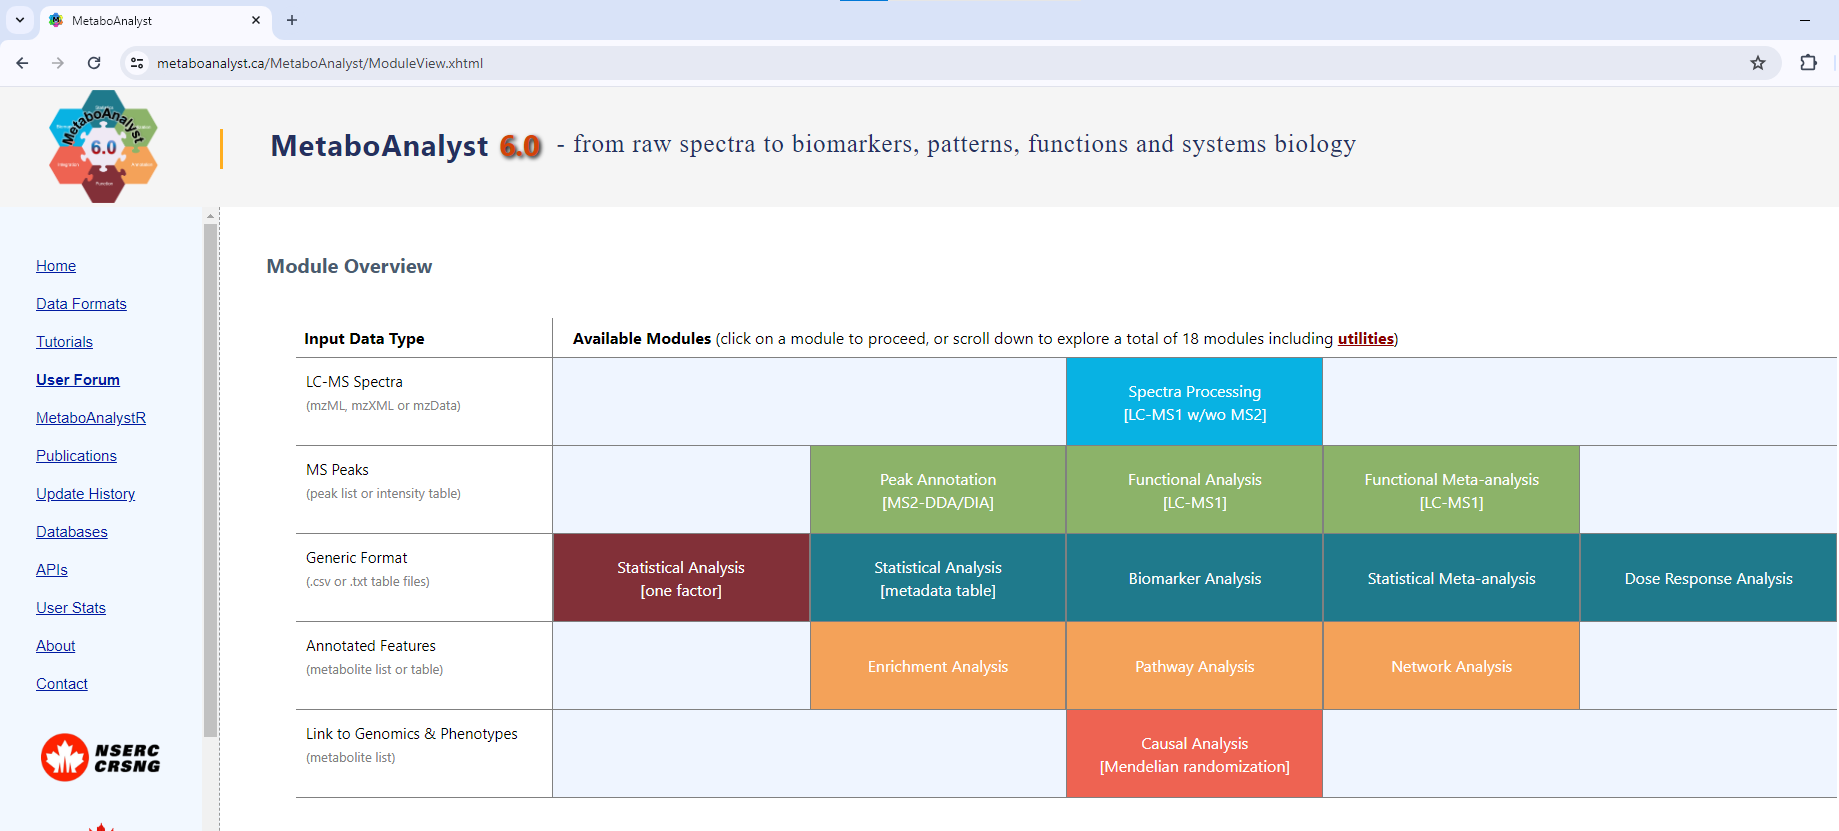 MetaboAnalyst
metaboanalyst.ca/MetaboAnalyst/ModuleView.xhtml
MetaboAnalyst
6.0
MetaboAnalyst 6.0 - from raw spectra to biomarkers, patterns, functions and systems biology
Home
Data Formats
Tutorials
User Forum
MetaboAnalystR
Publications
Update History
Databases
APIs
User Stats
About
Contact
NSERC
CRSNG
Module Overview
Input Data Type
Available Modules (click on a module to proceed, or scroll down to explore a total of 18 modules including utilities)
LC-MS Spectra
(mzML, mzXML or mzData)
Spectra Processing
[LC-MS1 w/wo MS2]
MS Peaks
(peak list or intensity table)
Peak Annotation
[MS2-DDA/DIA]
Functional Analysis
[LC-MS1]
Functional Meta-analysis
[LC-MS1]
Generic Format
(.csv or .txt table files)
Statistical Analysis
[one factor]
Statistical Analysis
[metadata table]
Biomarker Analysis
Statistical Meta-analysis
Dose Response Analysis
Annotated Features
(metabolite list or table)
Enrichment Analysis
Pathway Analysis
Network Analysis
Link to Genomics & Phenotypes
(metabolite list)
Causal Analysis
[Mendelian randomization]